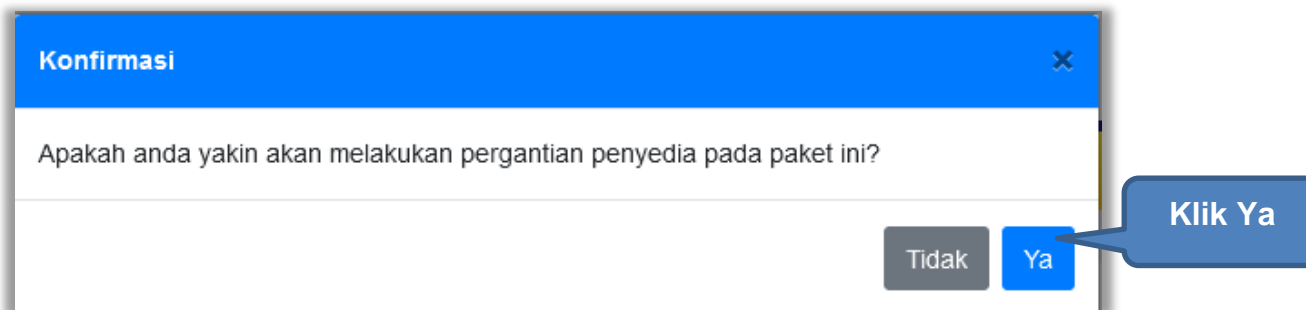 Konfirmasi
Apakah anda yakin akan melakukan pergantian penyedia pada paket ini?
Klik Ya
Tidak
Ya